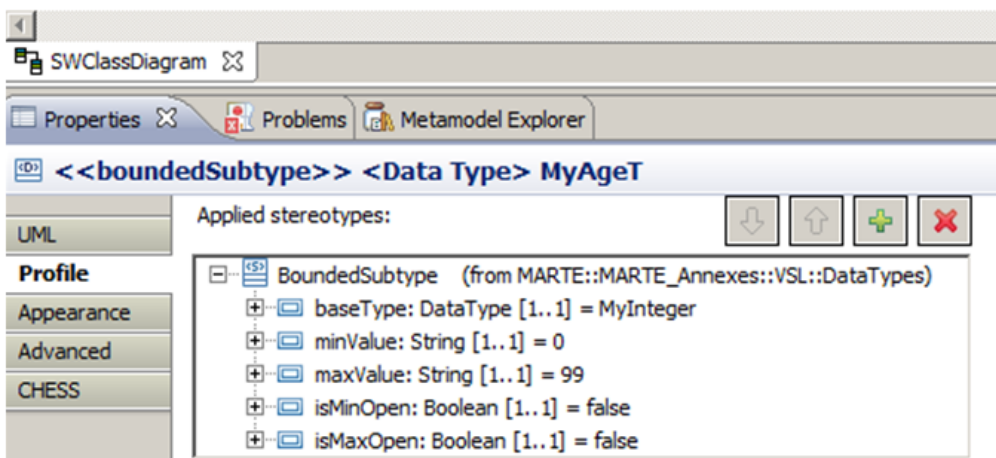 SWClassDiagram
Properties Problems Metamodel Explorer
<<boundedSubtype>> <Data Type> MyAgeT
UML
Profile
Appearance
Advanced
CHESS
Applied stereotypes:
BoundedSubtype (from MARTE::MARTE_Annexes::VSL::DataTypes)
baseType: DataType [1..1] = MyInteger
minValue: String [1..1] = 0
maxValue: String [1..1] = 99
isMinOpen: Boolean [1..1] = false
isMaxOpen: Boolean [1..1] = false